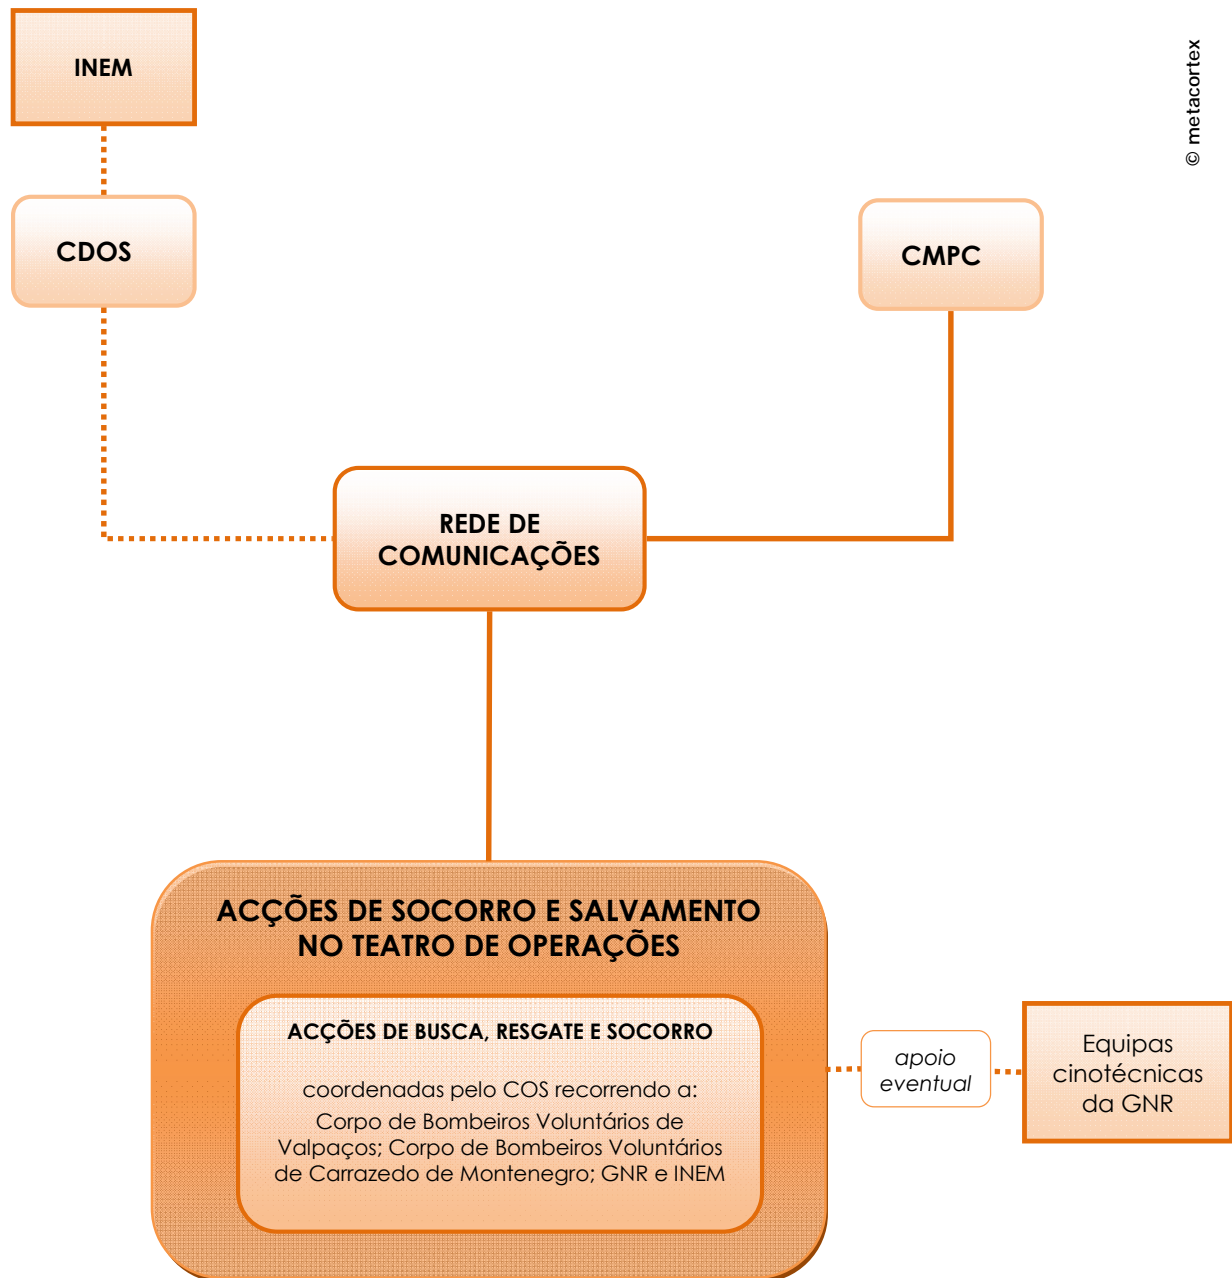 INEM
© metacortex
CDOS
CMPC
REDE DE
COMUNICAÇÕES
ACÇÕES DE SOCORRO E SALVAMENTO
NO TEATRO DE OPERAÇÕES
ACÇÕES DE BUSCA, RESGATE E SOCORRO
coordenadas pelo COS recorrendo a:
Corpo de Bombeiros Voluntários de
Valpaços; Corpo de Bombeiros Voluntários
de Carrazedo de Montenegro; GNR e INEM
apoio
eventual
Equipas
cinotécnicas
da GNR